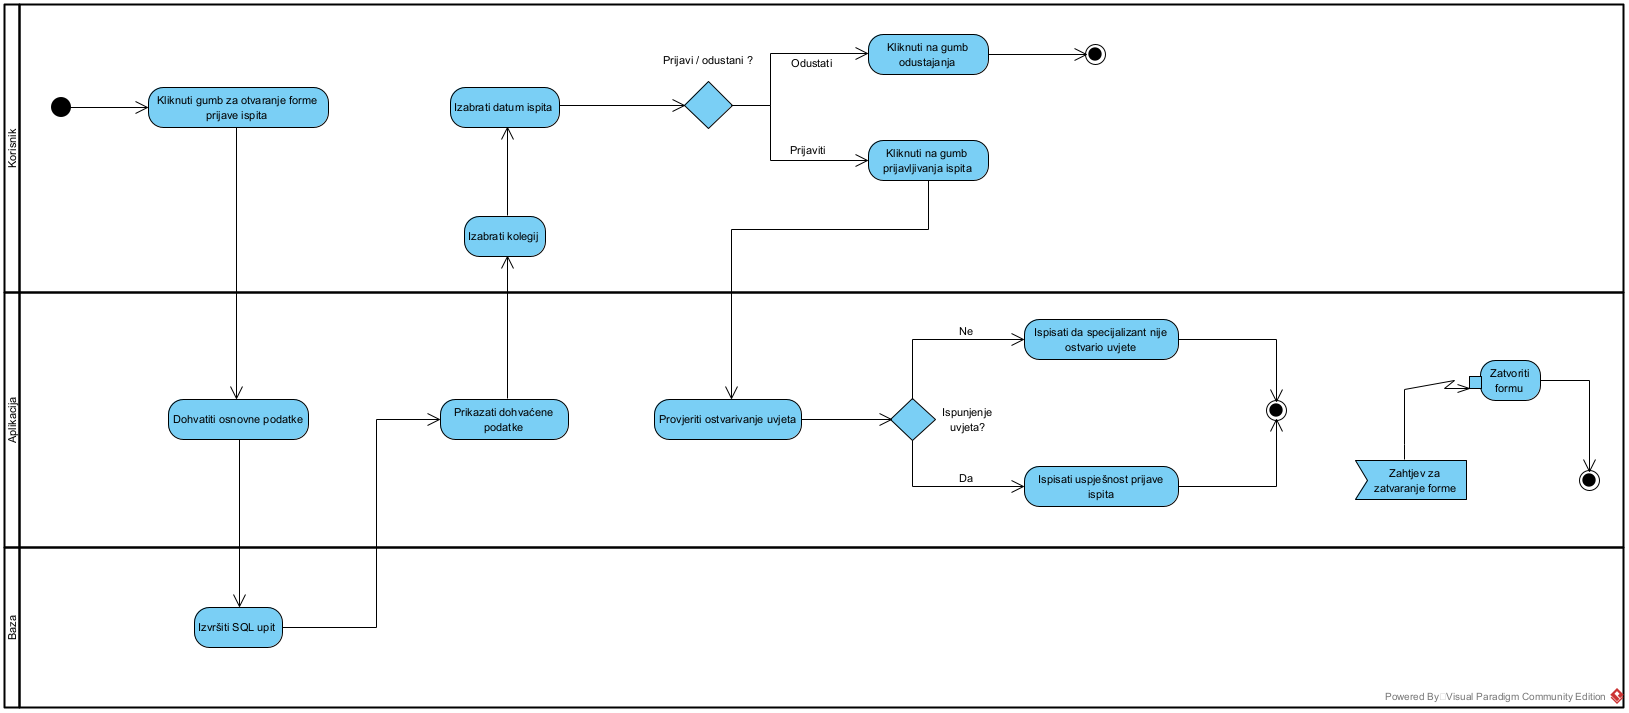 Korisnik
Kliknuti gumb za otvaranje forme
prijave ispita
Izabrati datum ispita
Izabrati kolegij
Prijavi / odustani ?
Odustati
Kliknuti na gumb
odustajanja
Prijaviti
Kliknuti na gumb
prijavljivanja ispita
Aplikacija
Dohvatiti osnovne podatke
Prikazati dohvaćene
podatke
Provjeriti ostvarivanje uvjeta
Ispunjenje
uvjeta?
Ne
Ispisati da specijalizant nije
ostvario uvjete
Da
Ispisati uspješnost prijave
ispita
Zahtjev za
zatvaranje forme
Zatvoriti
formu
Baza
Izvršiti SQL upit
Powered By Visual Paradigm Community Edition